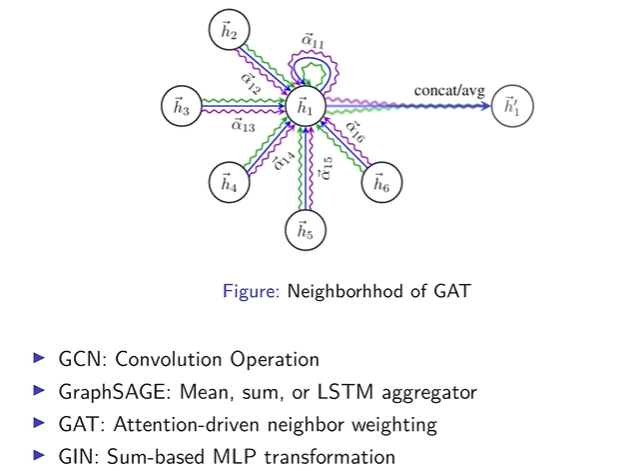 h⃗₂
α⃗₁₁
α⃗₁₂
h⃗₃
h⃗₁
concat/avg
h⃗′₁
α⃗₁₃
α⃗₁₆
α⃗₁₄
α⃗₁₅
h⃗₄
h⃗₆
h⃗₅
Figure: Neighborhhod of GAT
GCN: Convolution Operation
GraphSAGE: Mean, sum, or LSTM aggregator
GAT: Attention-driven neighbor weighting
GIN: Sum-based MLP transformation